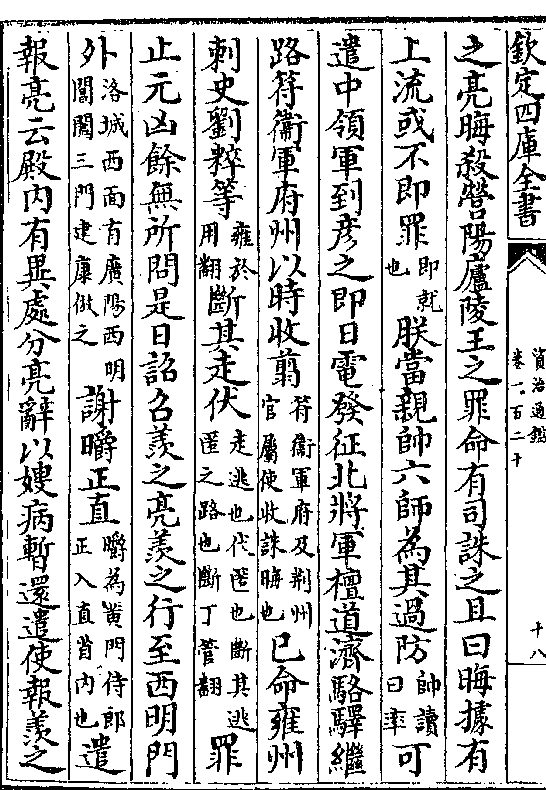 欽定四庫全書
資治通鑑
卷一百二十
十八
之亮晦殺營陽廬陵王之罪命有司誅之且曰晦據有
上流或不即罪即就也朕當親帥六師為其過防帥讀曰率可
遣中領軍到彥之即日電發征北將軍檀道濟駱驛繼
路符衛軍府州以時收翦符衛軍府及荆州官屬使收誅晦也已命雍州
刺史劉粹等雍於用翻斷其走伏走逃也伏匿也斷其逃匿之路也斷丁管翻罪
止元凶餘無所問是日詔召羨之亮羨之行至西明門
外洛城西面有廣陽西明閶闔三門建康倣之謝㬭正直㬭為黄門侍郎正入直省内也遣
報亮云殿内有異處分亮辭以嫂病暫還遣使報羨之